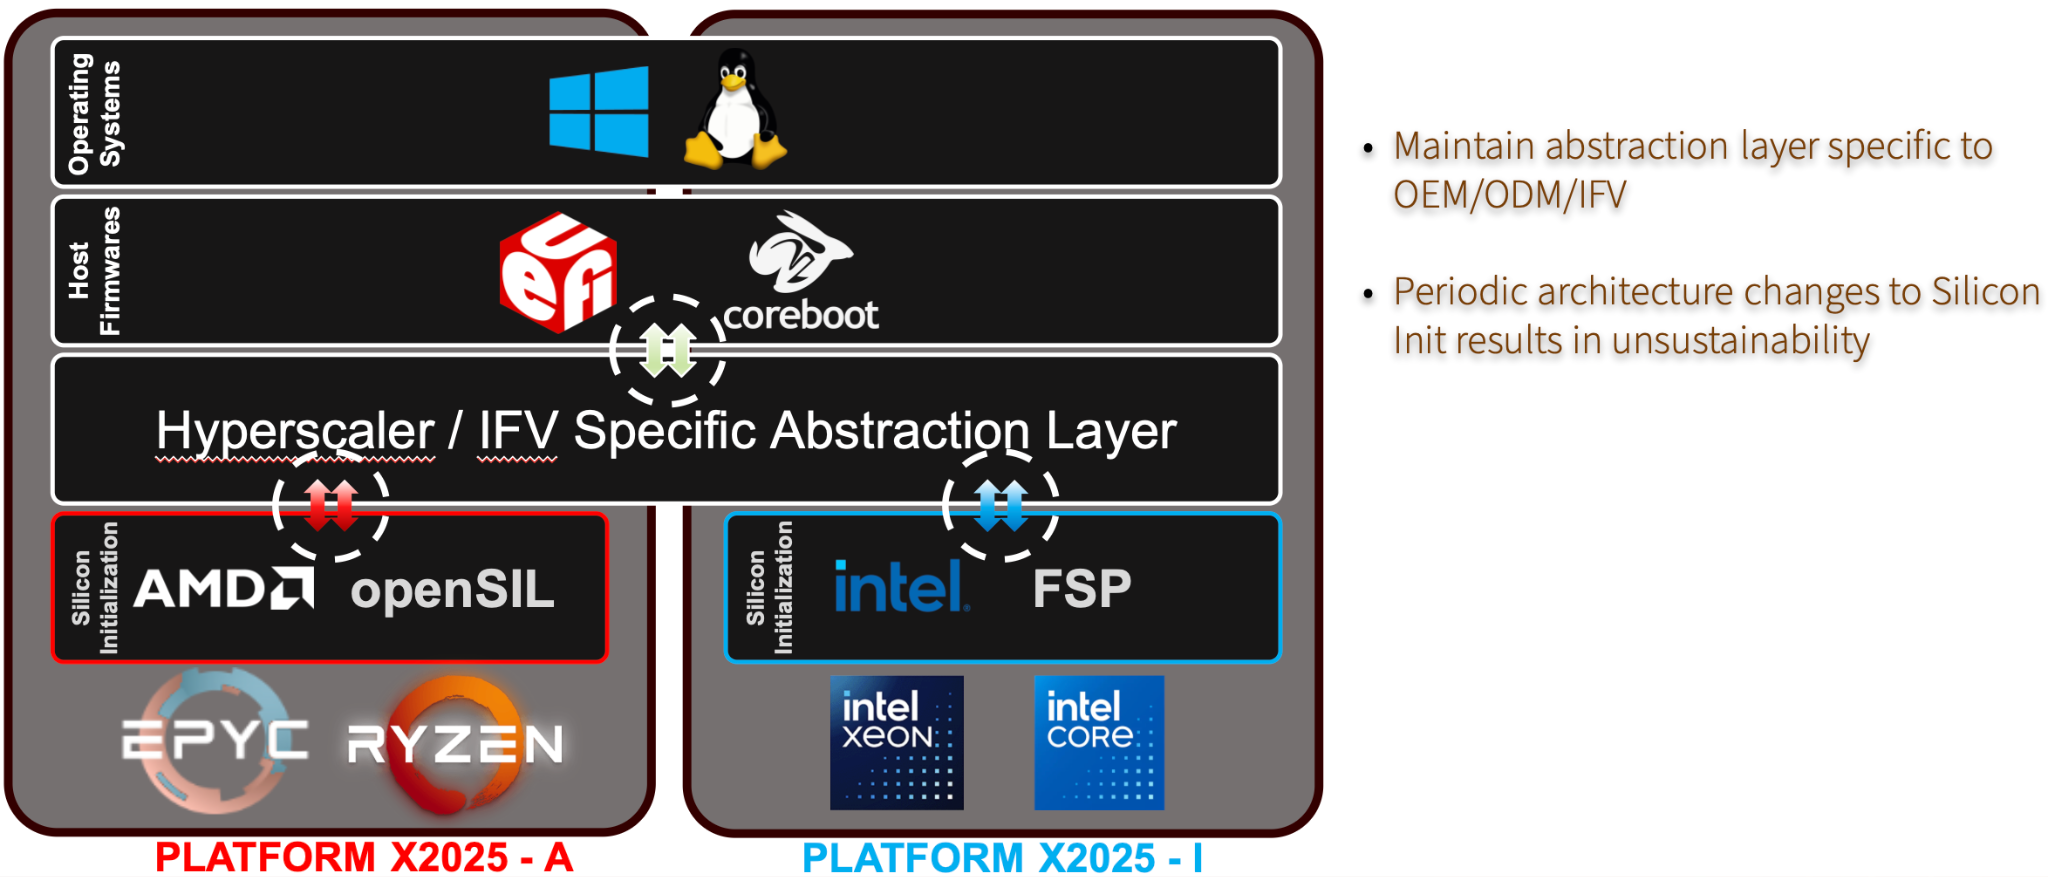 Operating
Systems
Host
Firmwares
uefi
coreboot
Hyperscaler / IFV Specific Abstraction Layer
Silicon
Initialization
AMD
openSIL
Silicon
Initialization
intel®
FSP
EPYC
RYZEN
intel
XEON
intel
CORE
PLATFORM X2025 - A
PLATFORM X2025 - I
• Maintain abstraction layer specific to
OEM/ODM/IFV
• Periodic architecture changes to Silicon
Init results in unsustainability